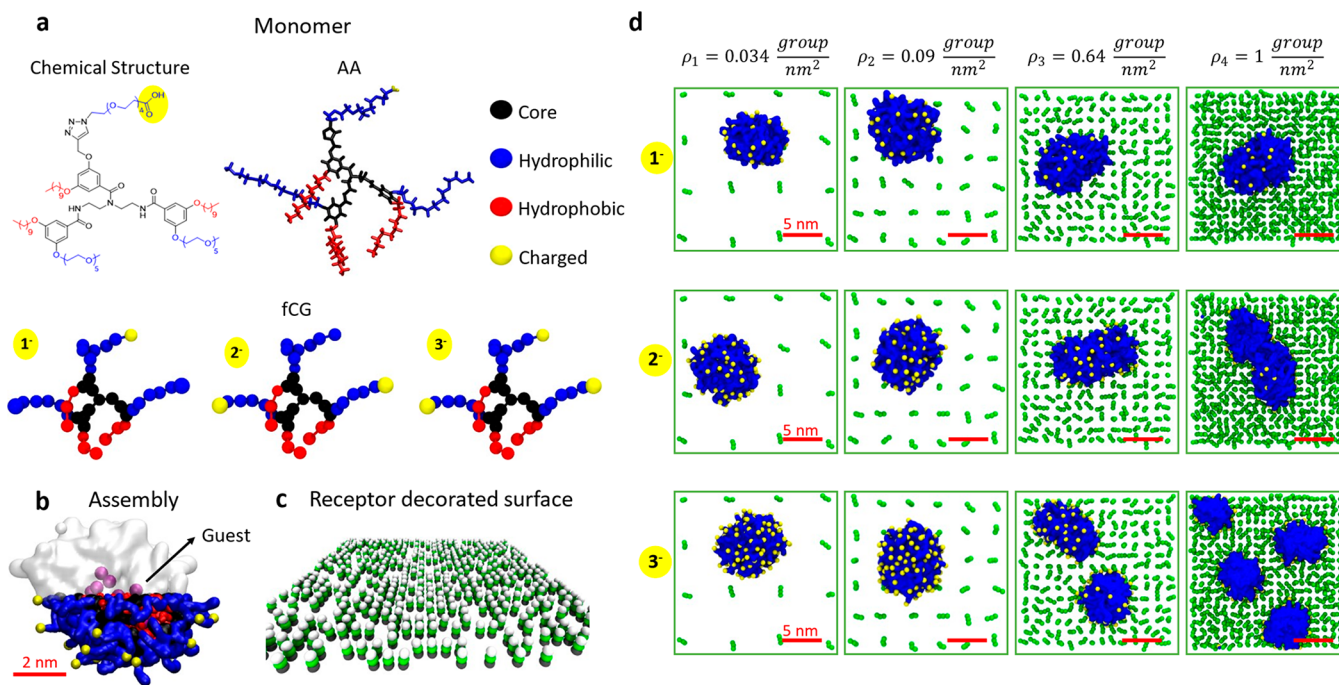 a
Monomer
Chemical Structure
AA
OH
O
O
4
N
N
N
O
O
O
9
N
O
O
HN
NH
O
9
O
O
9
O
O
O
5
O
O
5
Core
Hydrophilic
Hydrophobic
Charged
fCG
1-
2-
3-
b
Assembly
Guest
2 nm
c
Receptor decorated surface
d
ρ₁ = 0.034 group/nm²
ρ₂ = 0.09 group/nm²
ρ₃ = 0.64 group/nm²
ρ₄ = 1 group/nm²
1-
5 nm
2-
5 nm
3-
5 nm